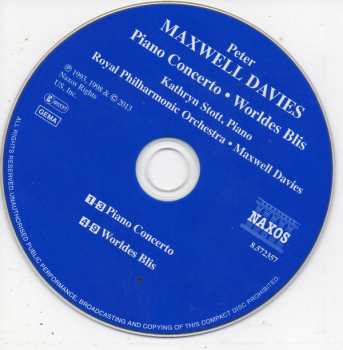 Peter
MAXWELL DAVIES
Piano Concerto • Worldes Blis
Kathryn Stott, Piano
Royal Philharmonic Orchestra • Maxwell Davies
℗ 1993, 1998 & © 2013
Naxos Rights
US, Inc.
GEMA
NAXOS
8.572357
1 3 Piano Concerto
4 9 Worldes Blis
ALL RIGHTS RESERVED. UNAUTHORISED PUBLIC PERFORMANCE, BROADCASTING AND COPYING OF THIS COMPACT DISC PROHIBITED.